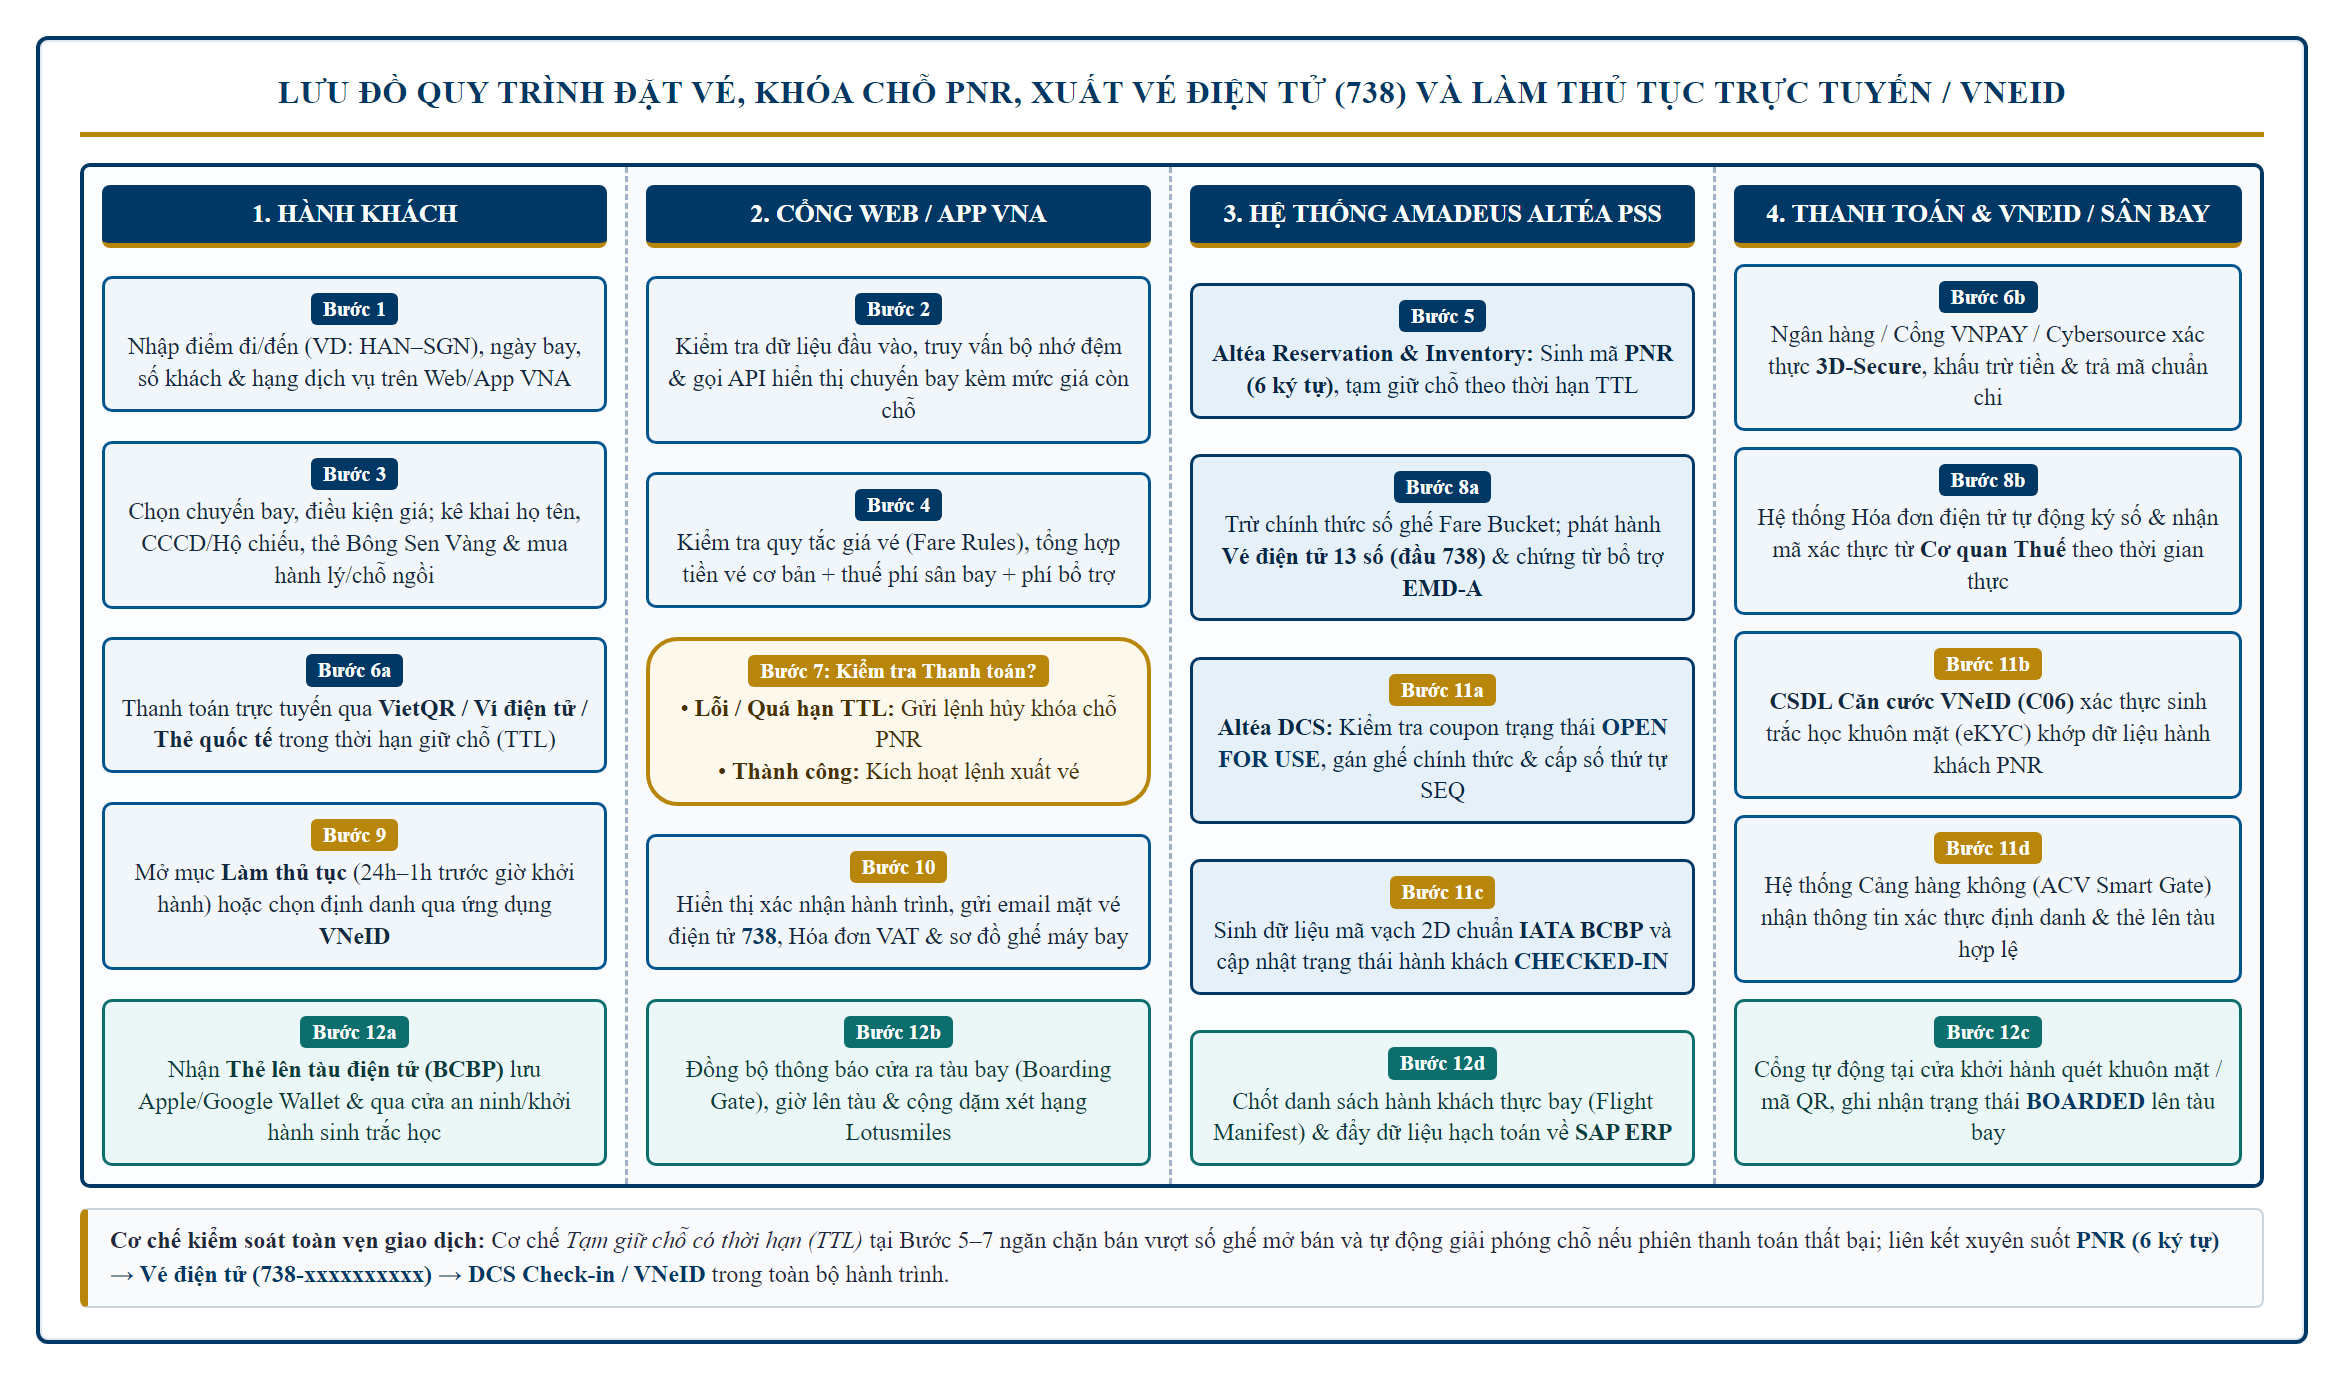 LƯU ĐỒ QUY TRÌNH ĐẶT VÉ, KHÓA CHỖ PNR, XUẤT VÉ ĐIỆN TỬ (738) VÀ LÀM THỦ TỤC TRỰC TUYẾN / VNEID
1. HÀNH KHÁCH
Bước 1
Nhập điểm đi/đến (VD: HAN–SGN), ngày bay,
số khách & hạng dịch vụ trên Web/App VNA
Bước 3
Chọn chuyến bay, điều kiện giá; kê khai họ tên,
CCCD/Hộ chiếu, thẻ Bông Sen Vàng & mua
hành lý/chỗ ngồi
Bước 6a
Thanh toán trực tuyến qua VietQR / Ví điện tử /
Thẻ quốc tế trong thời hạn giữ chỗ (TTL)
Bước 9
Mở mục Làm thủ tục (24h–1h trước giờ khởi
hành) hoặc chọn định danh qua ứng dụng
VNeID
Bước 12a
Nhận Thẻ lên tàu điện tử (BCBP) lưu
Apple/Google Wallet & qua cửa an ninh/khởi
hành sinh trắc học
2. CỔNG WEB / APP VNA
Bước 2
Kiểm tra dữ liệu đầu vào, truy vấn bộ nhớ đệm
& gọi API hiển thị chuyến bay kèm mức giá còn
chỗ
Bước 4
Kiểm tra quy tắc giá vé (Fare Rules), tổng hợp
tiền vé cơ bản + thuế phí sân bay + phí bổ trợ
Bước 7: Kiểm tra Thanh toán?
• Lỗi / Quá hạn TTL: Gửi lệnh hủy khóa chỗ
PNR
• Thành công: Kích hoạt lệnh xuất vé
Bước 10
Hiển thị xác nhận hành trình, gửi email mặt vé
điện tử 738, Hóa đơn VAT & sơ đồ ghế máy bay
Bước 12b
Đồng bộ thông báo cửa ra tàu bay (Boarding
Gate), giờ lên tàu & cộng dặm xét hạng
Lotusmiles
3. HỆ THỐNG AMADEUS ALTÉA PSS
Bước 5
Altéa Reservation & Inventory: Sinh mã PNR
(6 ký tự), tạm giữ chỗ theo thời hạn TTL
Bước 8a
Trừ chính thức số ghế Fare Bucket; phát hành
Vé điện tử 13 số (đầu 738) & chứng từ bổ trợ
EMD-A
Bước 11a
Altéa DCS: Kiểm tra coupon trạng thái OPEN
FOR USE, gán ghế chính thức & cấp số thứ tự
SEQ
Bước 11c
Sinh dữ liệu mã vạch 2D chuẩn IATA BCBP và
cập nhật trạng thái hành khách CHECKED-IN
Bước 12d
Chốt danh sách hành khách thực bay (Flight
Manifest) & đẩy dữ liệu hạch toán về SAP ERP
4. THANH TOÁN & VNEID / SÂN BAY
Bước 6b
Ngân hàng / Cổng VNPAY / Cybersource xác
thực 3D-Secure, khấu trừ tiền & trả mã chuẩn
chi
Bước 8b
Hệ thống Hóa đơn điện tử tự động ký số & nhận
mã xác thực từ Cơ quan Thuế theo thời gian
thực
Bước 11b
CSDL Căn cước VNeID (C06) xác thực sinh
trắc học khuôn mặt (eKYC) khớp dữ liệu hành
khách PNR
Bước 11d
Hệ thống Cảng hàng không (ACV Smart Gate)
nhận thông tin xác thực định danh & thẻ lên tàu
hợp lệ
Bước 12c
Cổng tự động tại cửa khởi hành quét khuôn mặt /
mã QR, ghi nhận trạng thái BOARDED lên tàu
bay
Cơ chế kiểm soát toàn vẹn giao dịch: Cơ chế Tạm giữ chỗ có thời hạn (TTL) tại Bước 5–7 ngăn chặn bán vượt số ghế mở bán và tự động giải phóng chỗ nếu phiên thanh toán thất bại; liên kết xuyên suốt PNR (6 ký tự)
→ Vé điện tử (738-xxxxxxxxxx) → DCS Check-in / VNeID trong toàn bộ hành trình.